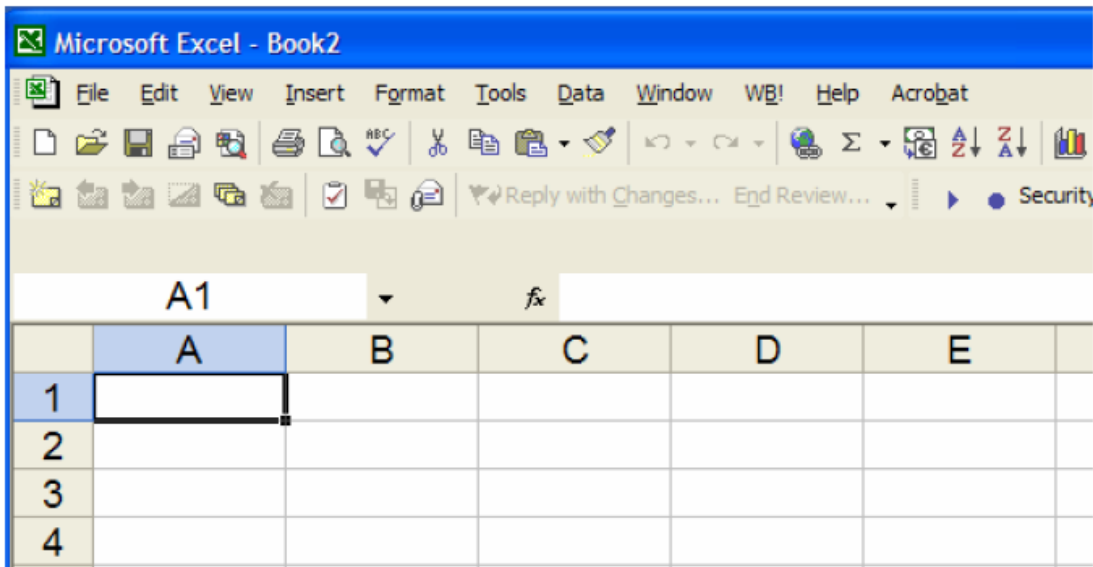 Microsoft Excel - Book2
File Edit View Insert Format Tools Data Window WB! Help Acrobat
ABC Σ A Z Z A
Reply with Changes... End Review... Security
A1 fx
A B C D E
1
2
3
4